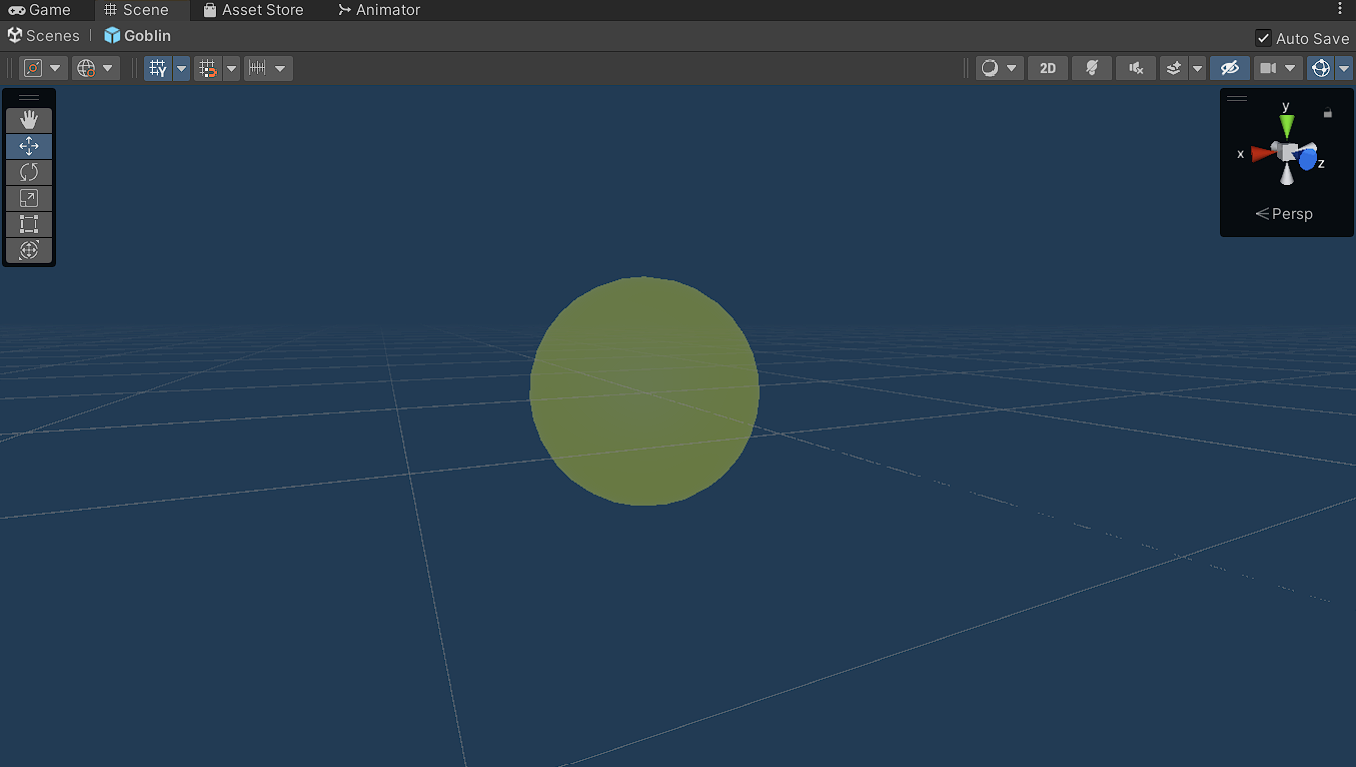 Game Scene Asset Store Animator
Scenes | Goblin
Auto Save
Y 2D
y
x
z
Persp